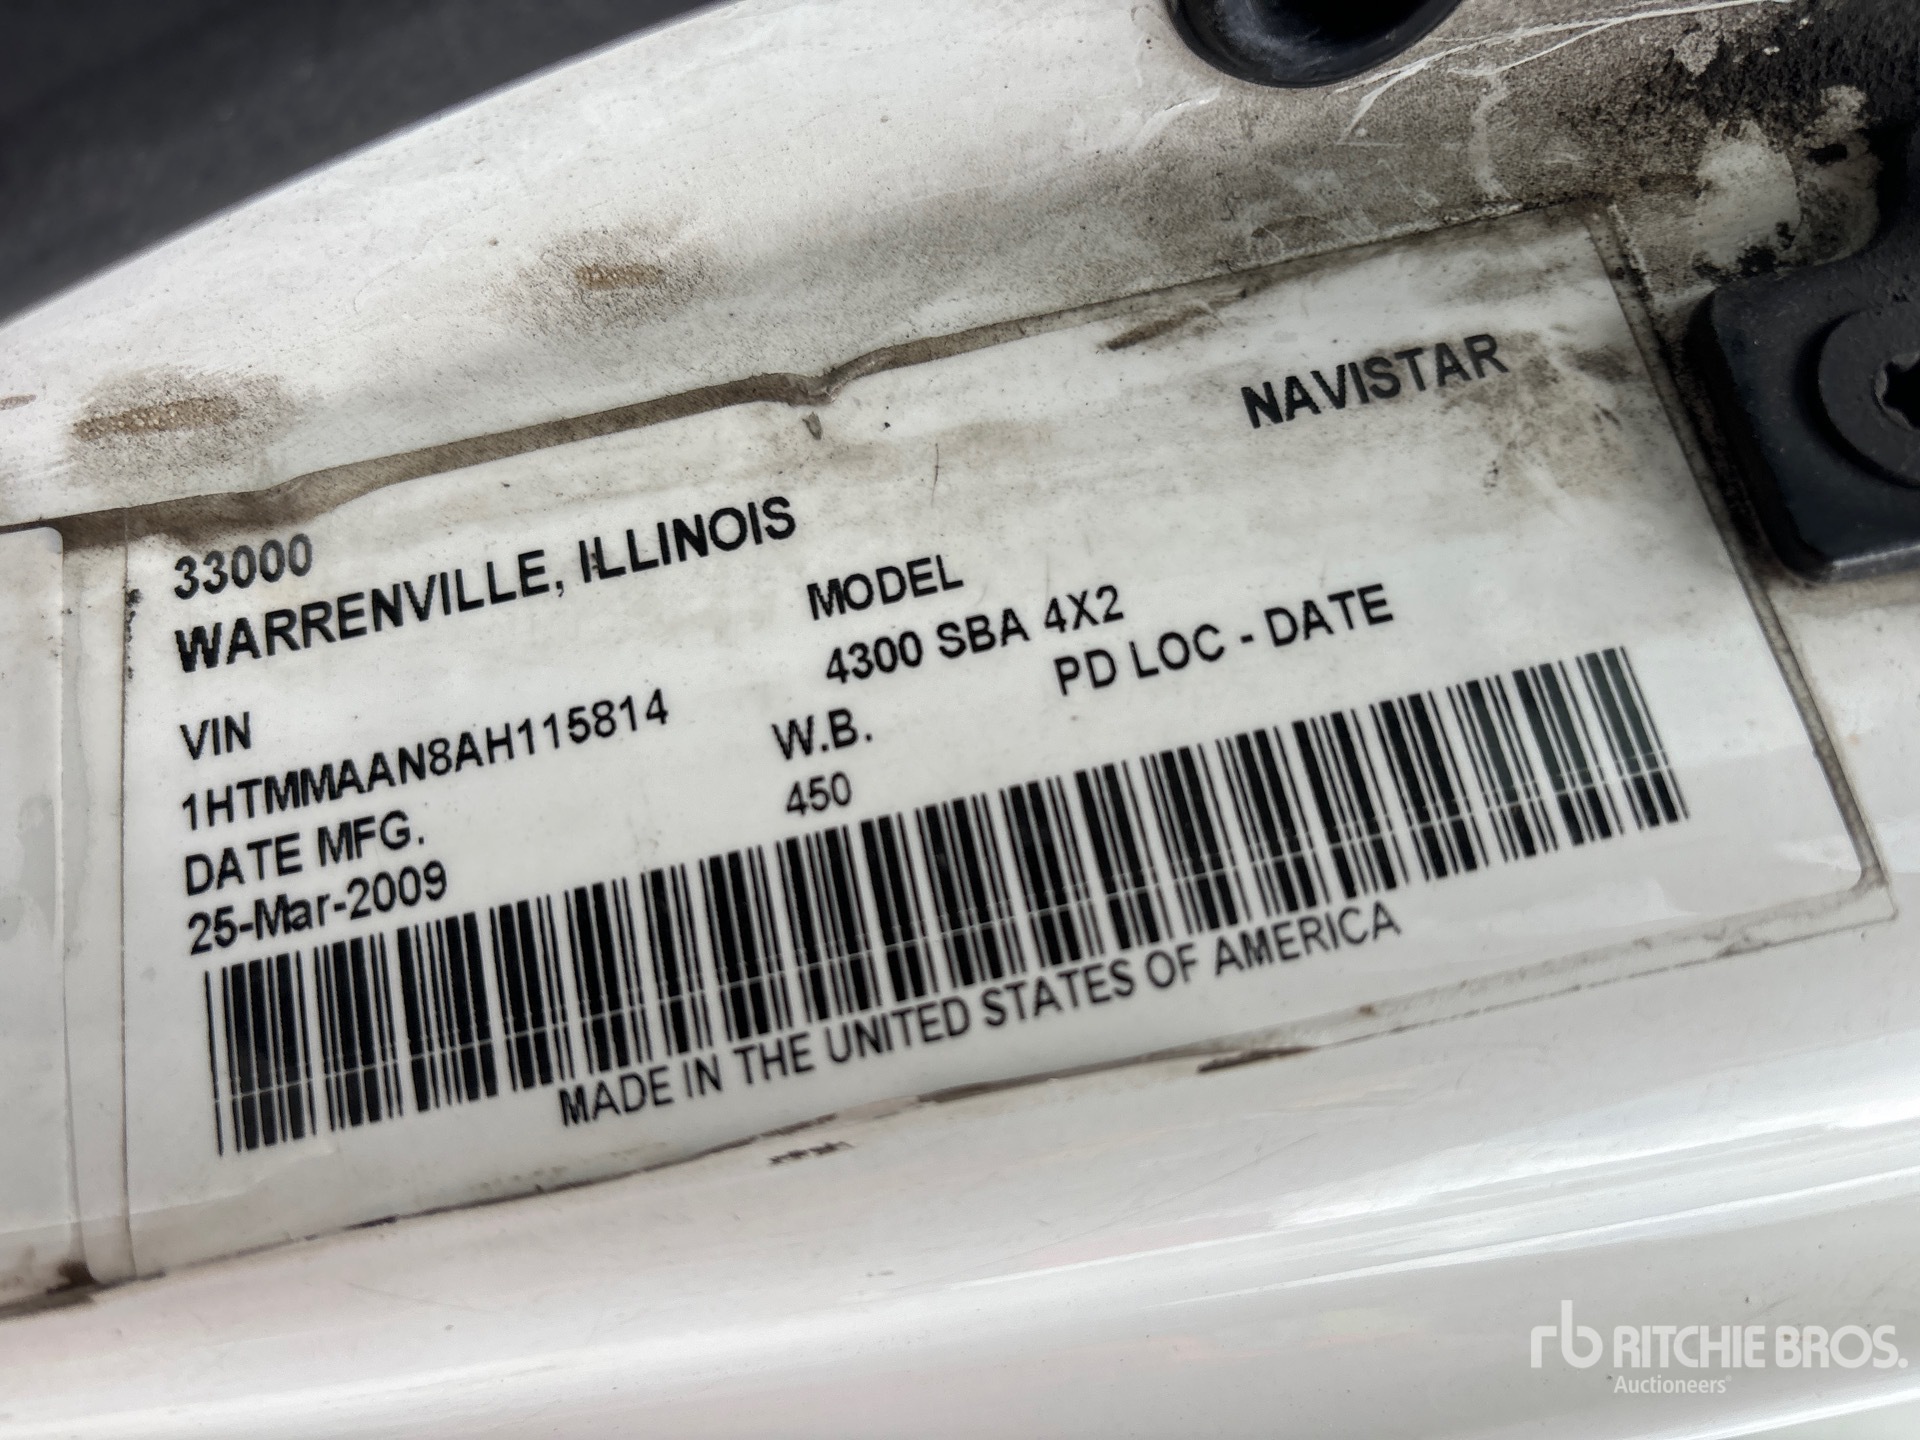 NAVISTAR
33000
WARRENVILLE, ILLINOIS
MODEL
4300 SBA 4X2
VIN
1HTMMAAN8AH115814
W.B.
450
PD LOC - DATE
DATE MFG.
25-Mar-2009
MADE IN THE UNITED STATES OF AMERICA
rb RITCHIE BROS.
Auctioneers